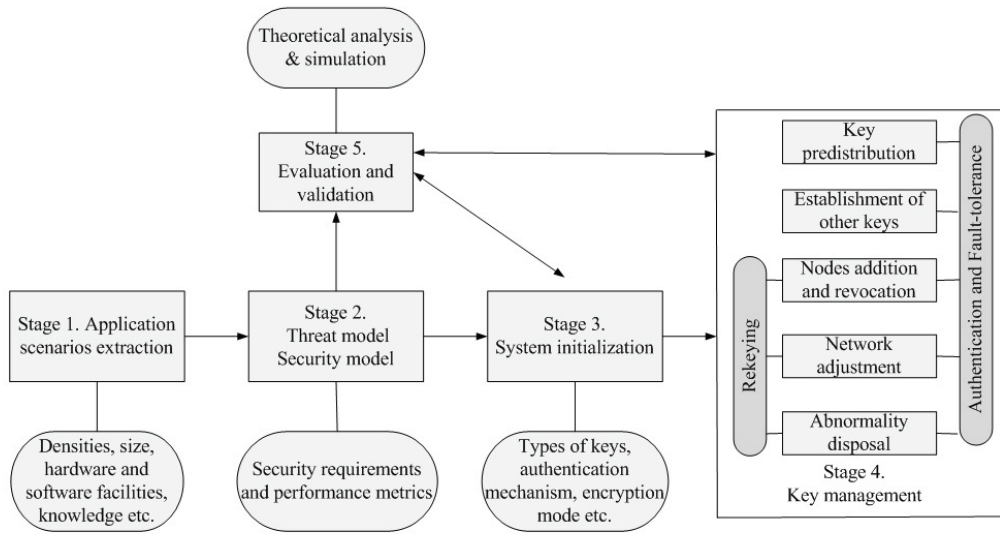 Theoretical analysis
& simulation
Stage 5.
Evaluation and
validation
Stage 1. Application
scenarios extraction
Stage 2.
Threat model
Security model
Stage 3.
System initialization
Densities, size,
hardware and
software facilities,
knowledge etc.
Security requirements
and performance metrics
Types of keys,
authentication
mechanism, encryption
mode etc.
Key
predistribution
Establishment of
other keys
Nodes addition
and revocation
Network
adjustment
Abnormality
disposal
Rekeying
Authentication and Fault-tolerance
Stage 4.
Key management